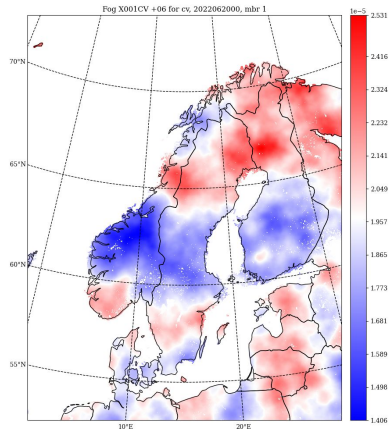 Fog X001CV +06 for cv, 2022062000, mbr 1
1e−5
2.531
2.416
2.324
2.232
2.141
2.049
1.957
1.865
1.773
1.681
1.589
1.498
1.406
70°N
65°N
60°N
55°N
10°E
20°E